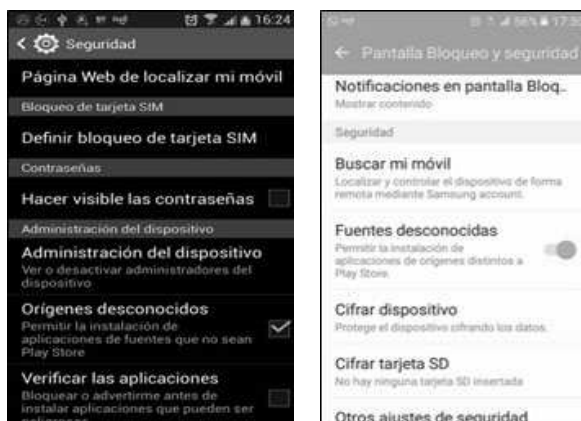 16:24
Seguridad
Página Web de localizar mi móvil
Bloqueo de tarjeta SIM
Definir bloqueo de tarjeta SIM
Contraseñas
Hacer visible las contraseñas
Administración del dispositivo
Administración del dispositivo
Ver o desactivar administradores del
dispositivo
Orígenes desconocidos
Permitir la instalación de
aplicaciones de fuentes que no sean
Play Store
Verificar las aplicaciones
Bloquear o advertirme antes de
instalar aplicaciones que pueden ser
Pantalla Bloqueo y seguridad
Notificaciones en pantalla Bloq..
Mostrar contenido
Seguridad
Buscar mi móvil
Localizar y controlar el dispositivo de forma
remota mediante Samsung account.
Fuentes desconocidas
Permitir la instalación de
aplicaciones de orígenes distintos a
Play Store.
Cifrar dispositivo
Protege el dispositivo cifrando los datos.
Cifrar tarjeta SD
No hay ninguna tarjeta SD insertada
Otros ajustes de seguridad